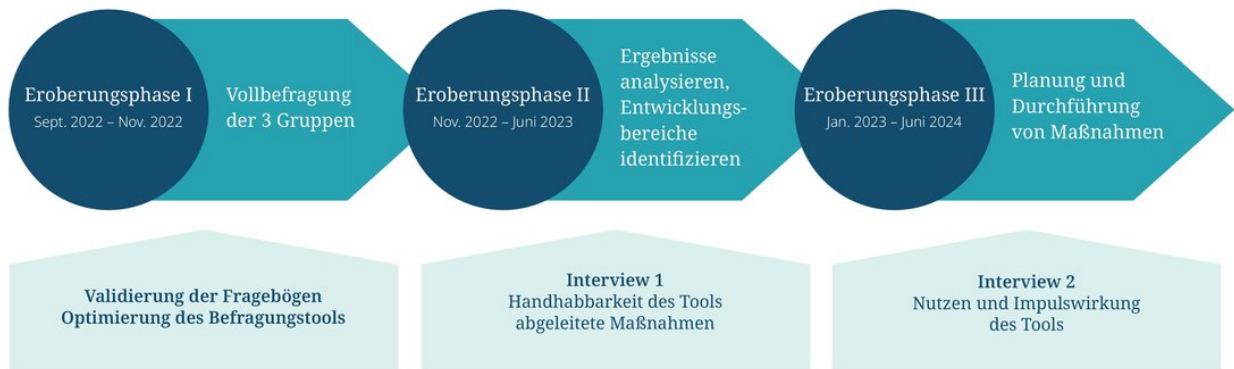 Eroberungsphase I
Sept. 2022 – Nov. 2022
Vollbefragung
der 3 Gruppen
Eroberungsphase II
Nov. 2022 – Juni 2023
Ergebnisse
analysieren,
Entwicklungs-
bereiche
identifizieren
Eroberungsphase III
Jan. 2023 – Juni 2024
Planung und
Durchführung
von Maßnahmen
Validierung der Fragebögen
Optimierung des Befragungstools
Interview 1
Handhabbarkeit des Tools
abgeleitete Maßnahmen
Interview 2
Nutzen und Impulswirkung
des Tools